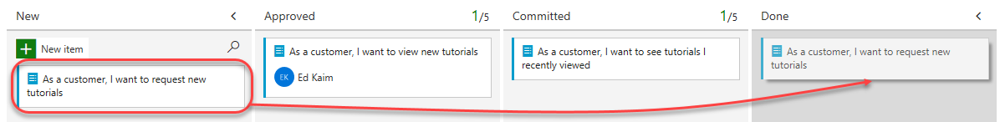 New
Approved
1/5
Committed
1/5
Done
New item
As a customer, I want to request new
tutorials
As a customer, I want to view new tutorials
EK
Ed Kaim
As a customer, I want to see tutorials I
recently viewed
As a customer, I want to request new
tutorials